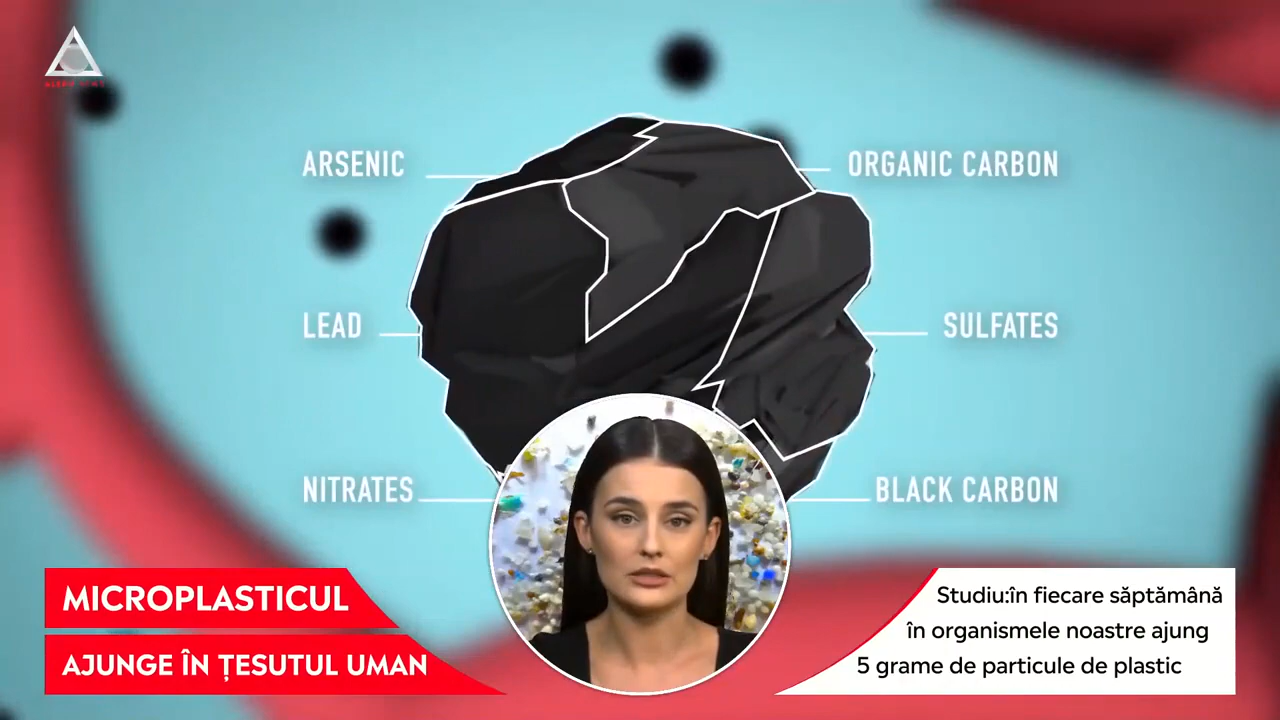 ARSENIC
ORGANIC CARBON
LEAD
SULFATES
NITRATES
BLACK CARBON
MICROPLASTICUL
AJUNGE ÎN ȚESUTUL UMAN
Studiu:în fiecare săptămână
în organismele noastre ajung
5 grame de particule de plastic